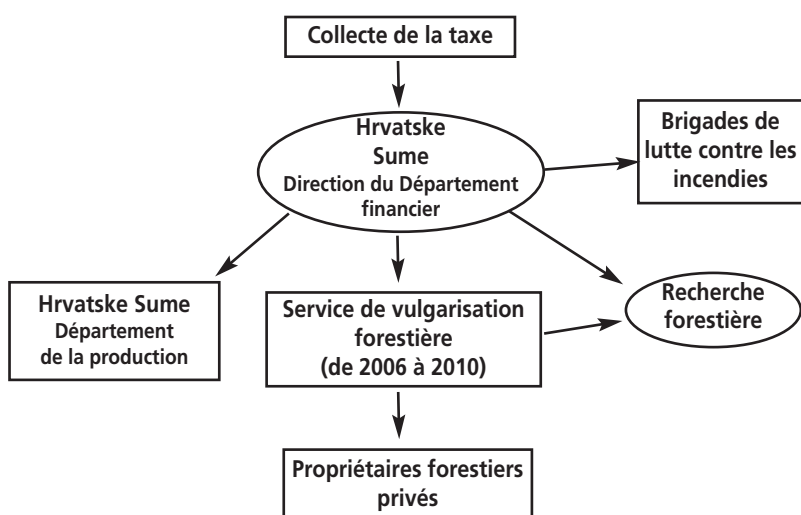 Collecte de la taxe
Hrvatske
Sume
Direction du Département
financier
Brigades de
lutte contre les
incendies
Hrvatske Sume
Département
de la production
Service de vulgarisation
forestière
(de 2006 à 2010)
Recherche
forestière
Propriétaires forestiers
privés